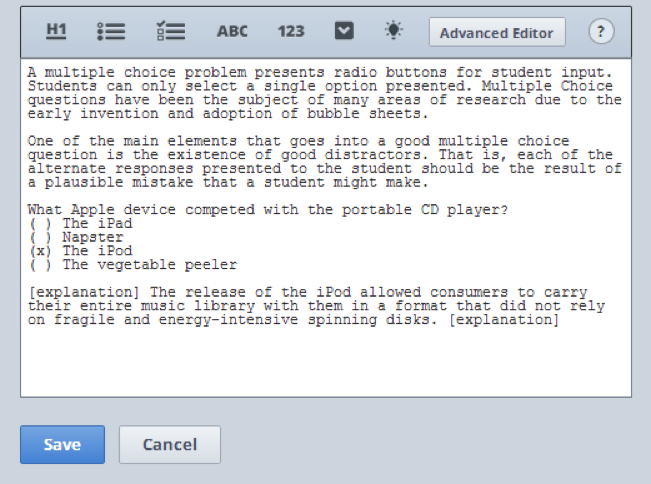 H1 ABC 123 Advanced Editor ?
A multiple choice problem presents radio buttons for student input.
Students can only select a single option presented. Multiple Choice
questions have been the subject of many areas of research due to the
early invention and adoption of bubble sheets.
One of the main elements that goes into a good multiple choice
question is the existence of good distractors. That is, each of the
alternate responses presented to the student should be the result of
a plausible mistake that a student might make.
What Apple device competed with the portable CD player?
( ) The iPad
( ) Napster
(x) The iPod
( ) The vegetable peeler
[explanation] The release of the iPod allowed consumers to carry
their entire music library with them in a format that did not rely
on fragile and energy-intensive spinning disks. [explanation]
Save Cancel